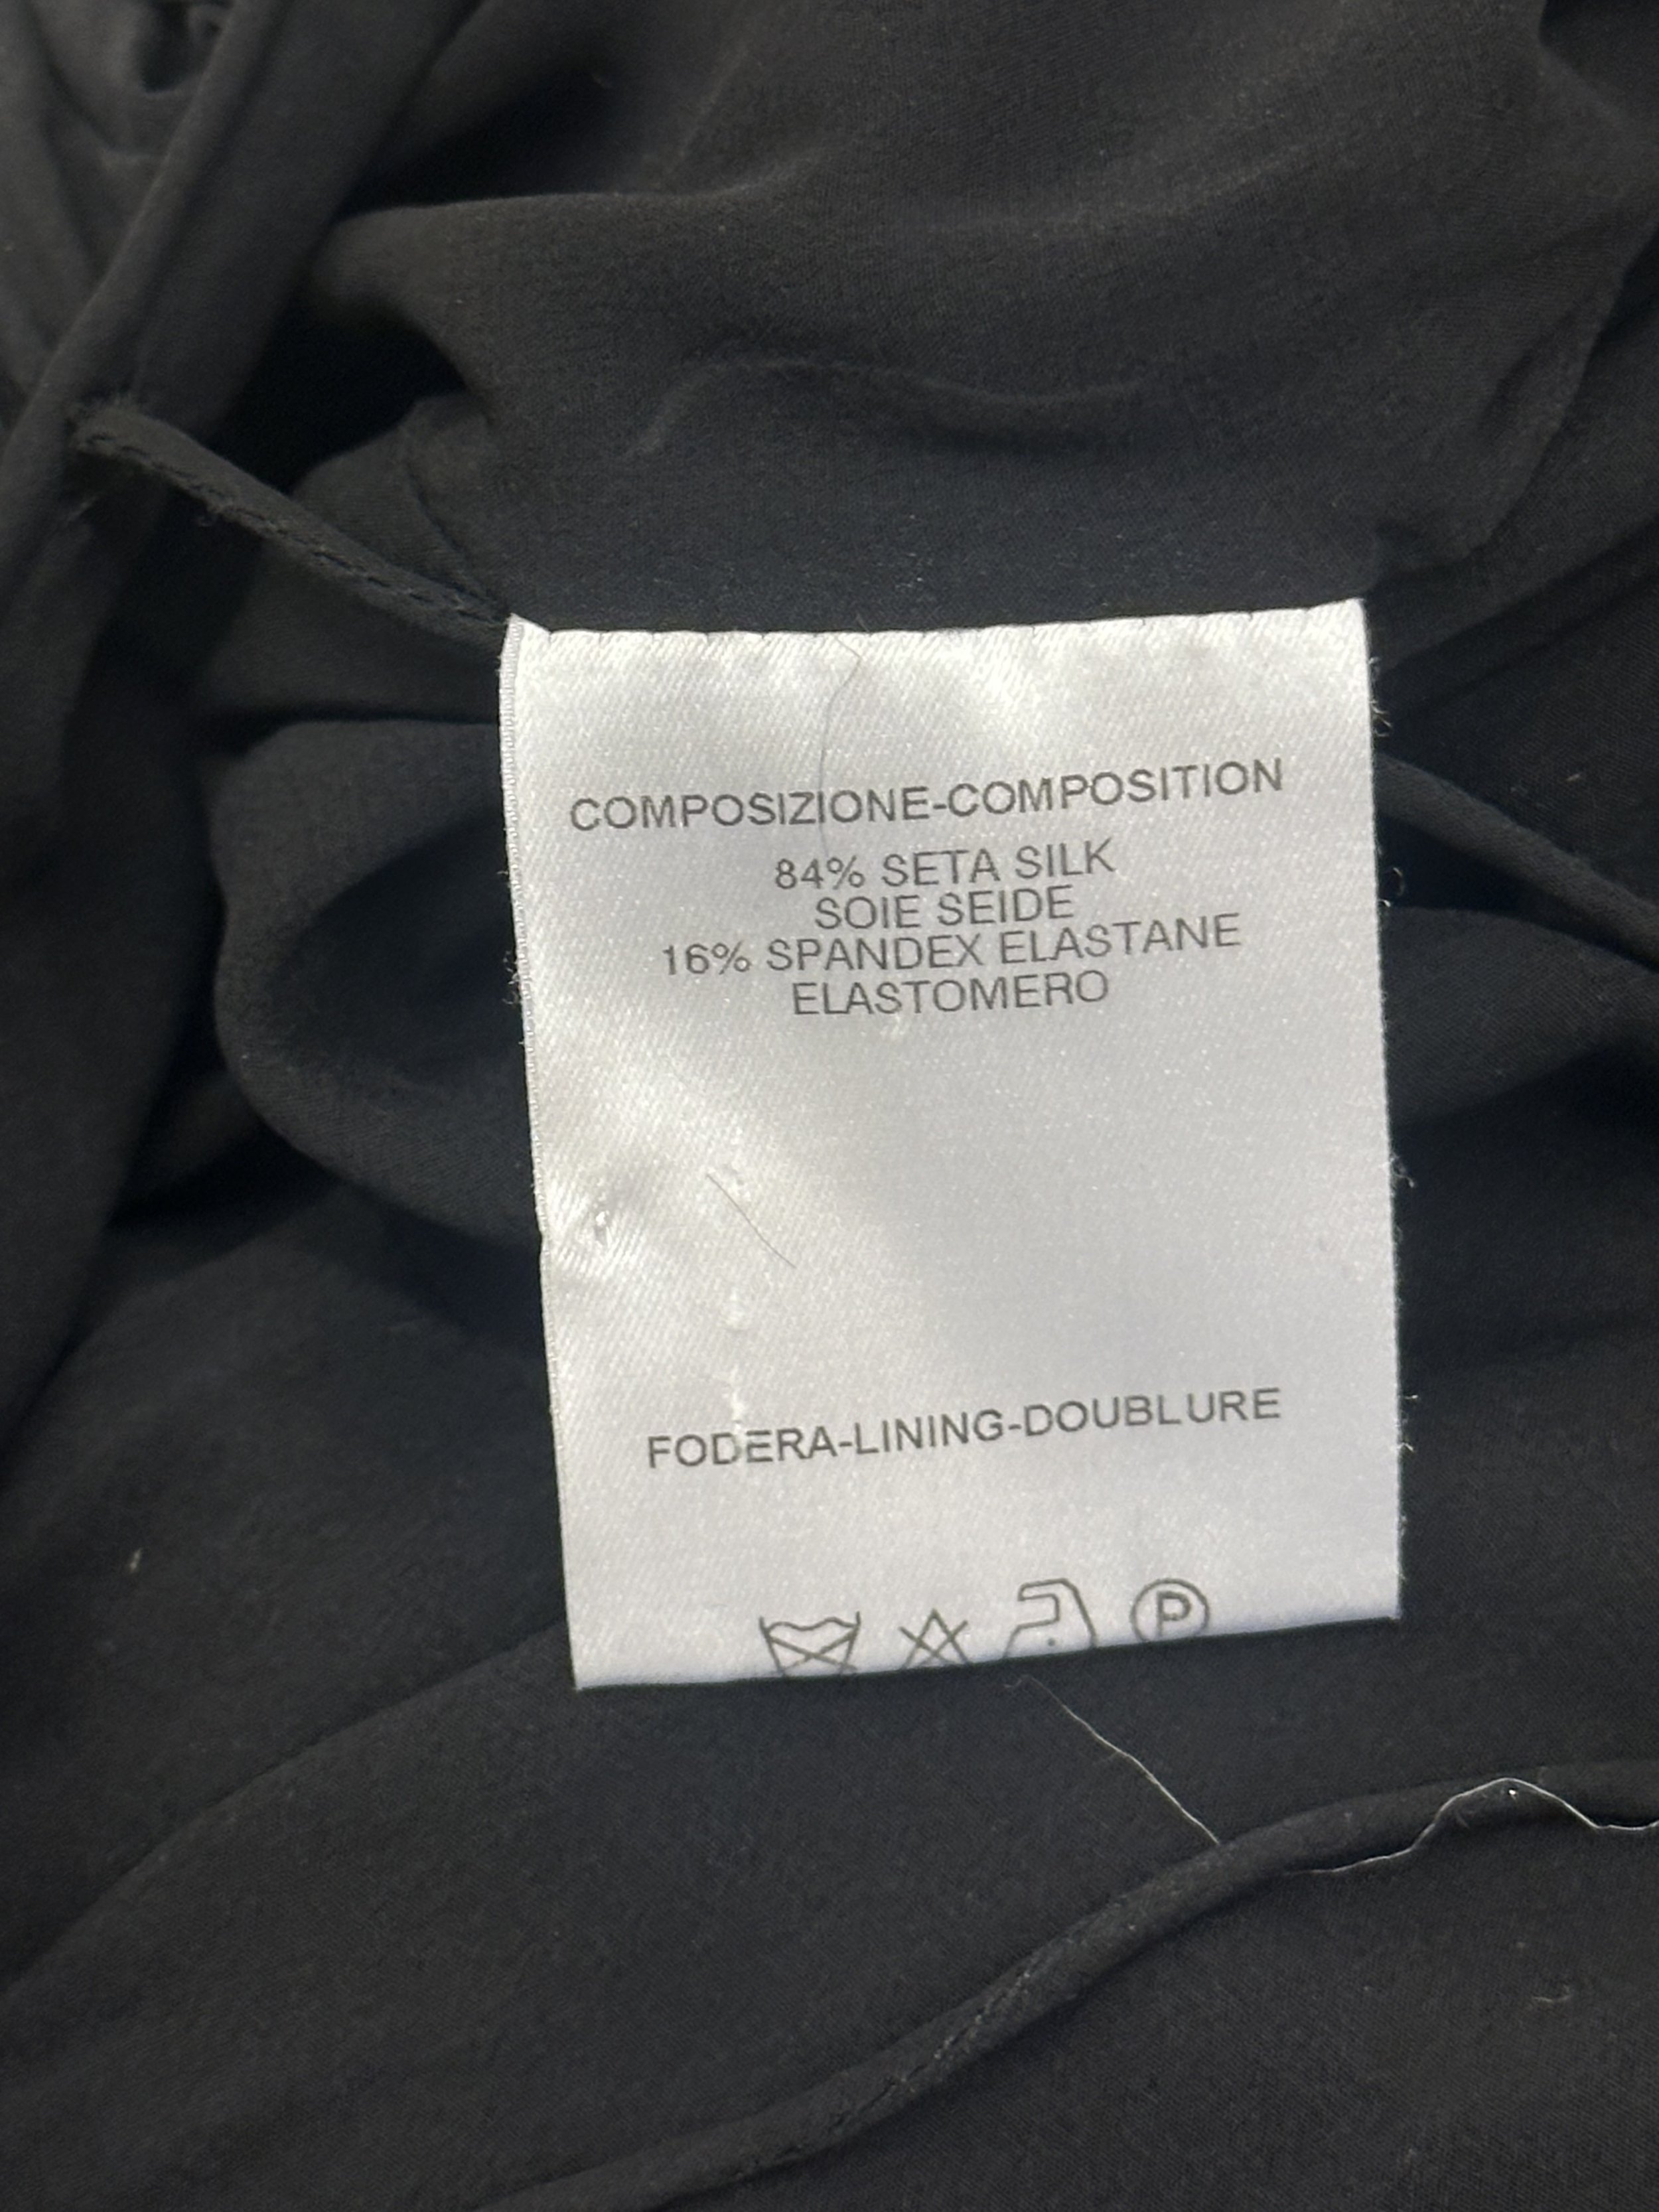 COMPOSIZIONE-COMPOSITION
84% SETA SILK
SOIE SEIDE
16% SPANDEX ELASTANE
ELASTOMERO
FODERA-LINING-DOUBLURE
P